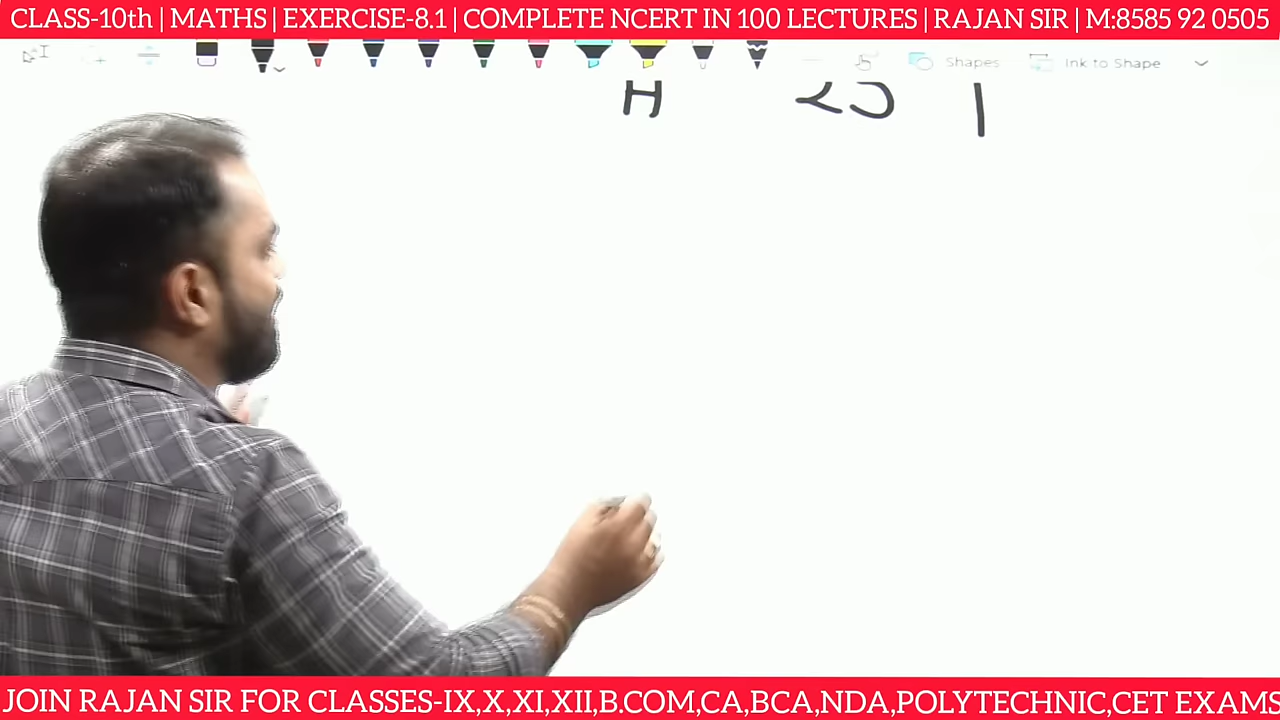 CLASS-10th | MATHS | EXERCISE-8.1 | COMPLETE NCERT IN 100 LECTURES | RAJAN SIR | M:8585 92 0505
Shapes Ink to Shape
H 25
JOIN RAJAN SIR FOR CLASSES-IX,X,XI,XII,B.COM,CA,BCA,NDA,POLYTECHNIC,CET EXAMS